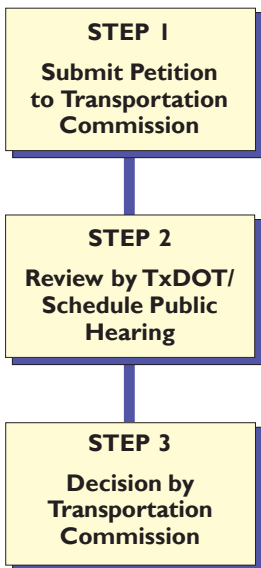 STEP 1
Submit Petition
to Transportation
Commission
STEP 2
Review by TxDOT/
Schedule Public
Hearing
STEP 3
Decision by
Transportation
Commission